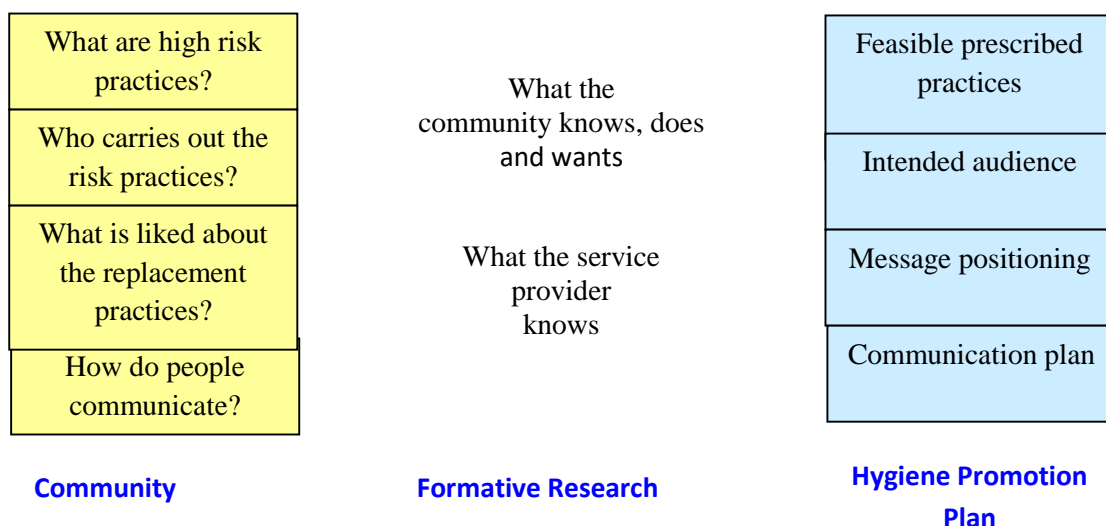 What are high risk
practices?
Who carries out the
risk practices?
What is liked about
the replacement
practices?
How do people
communicate?
Community
What the
community knows, does
and wants
What the service
provider
knows
Formative Research
Feasible prescribed
practices
Intended audience
Message positioning
Communication plan
Hygiene Promotion
Plan